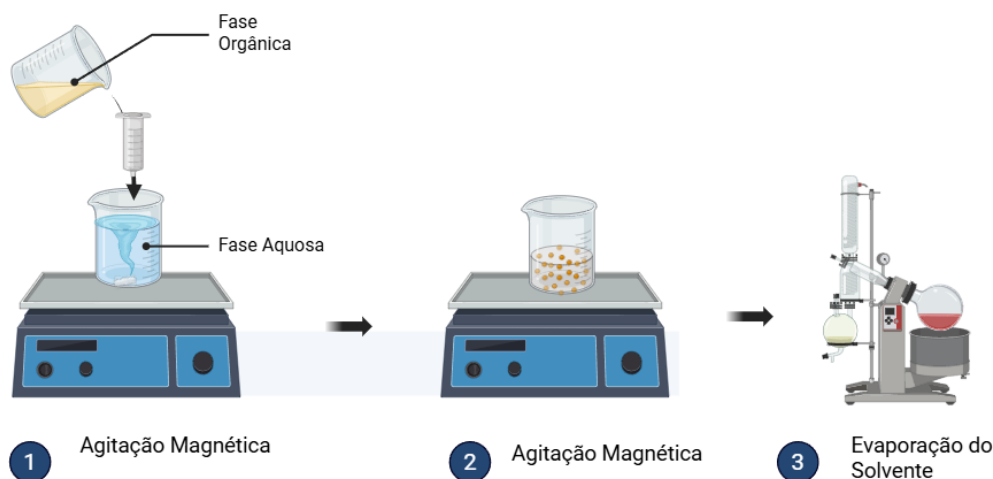 Fase
Orgânica
Fase Aquosa
1 Agitação Magnética
2 Agitação Magnética
3 Evaporação do
Solvente